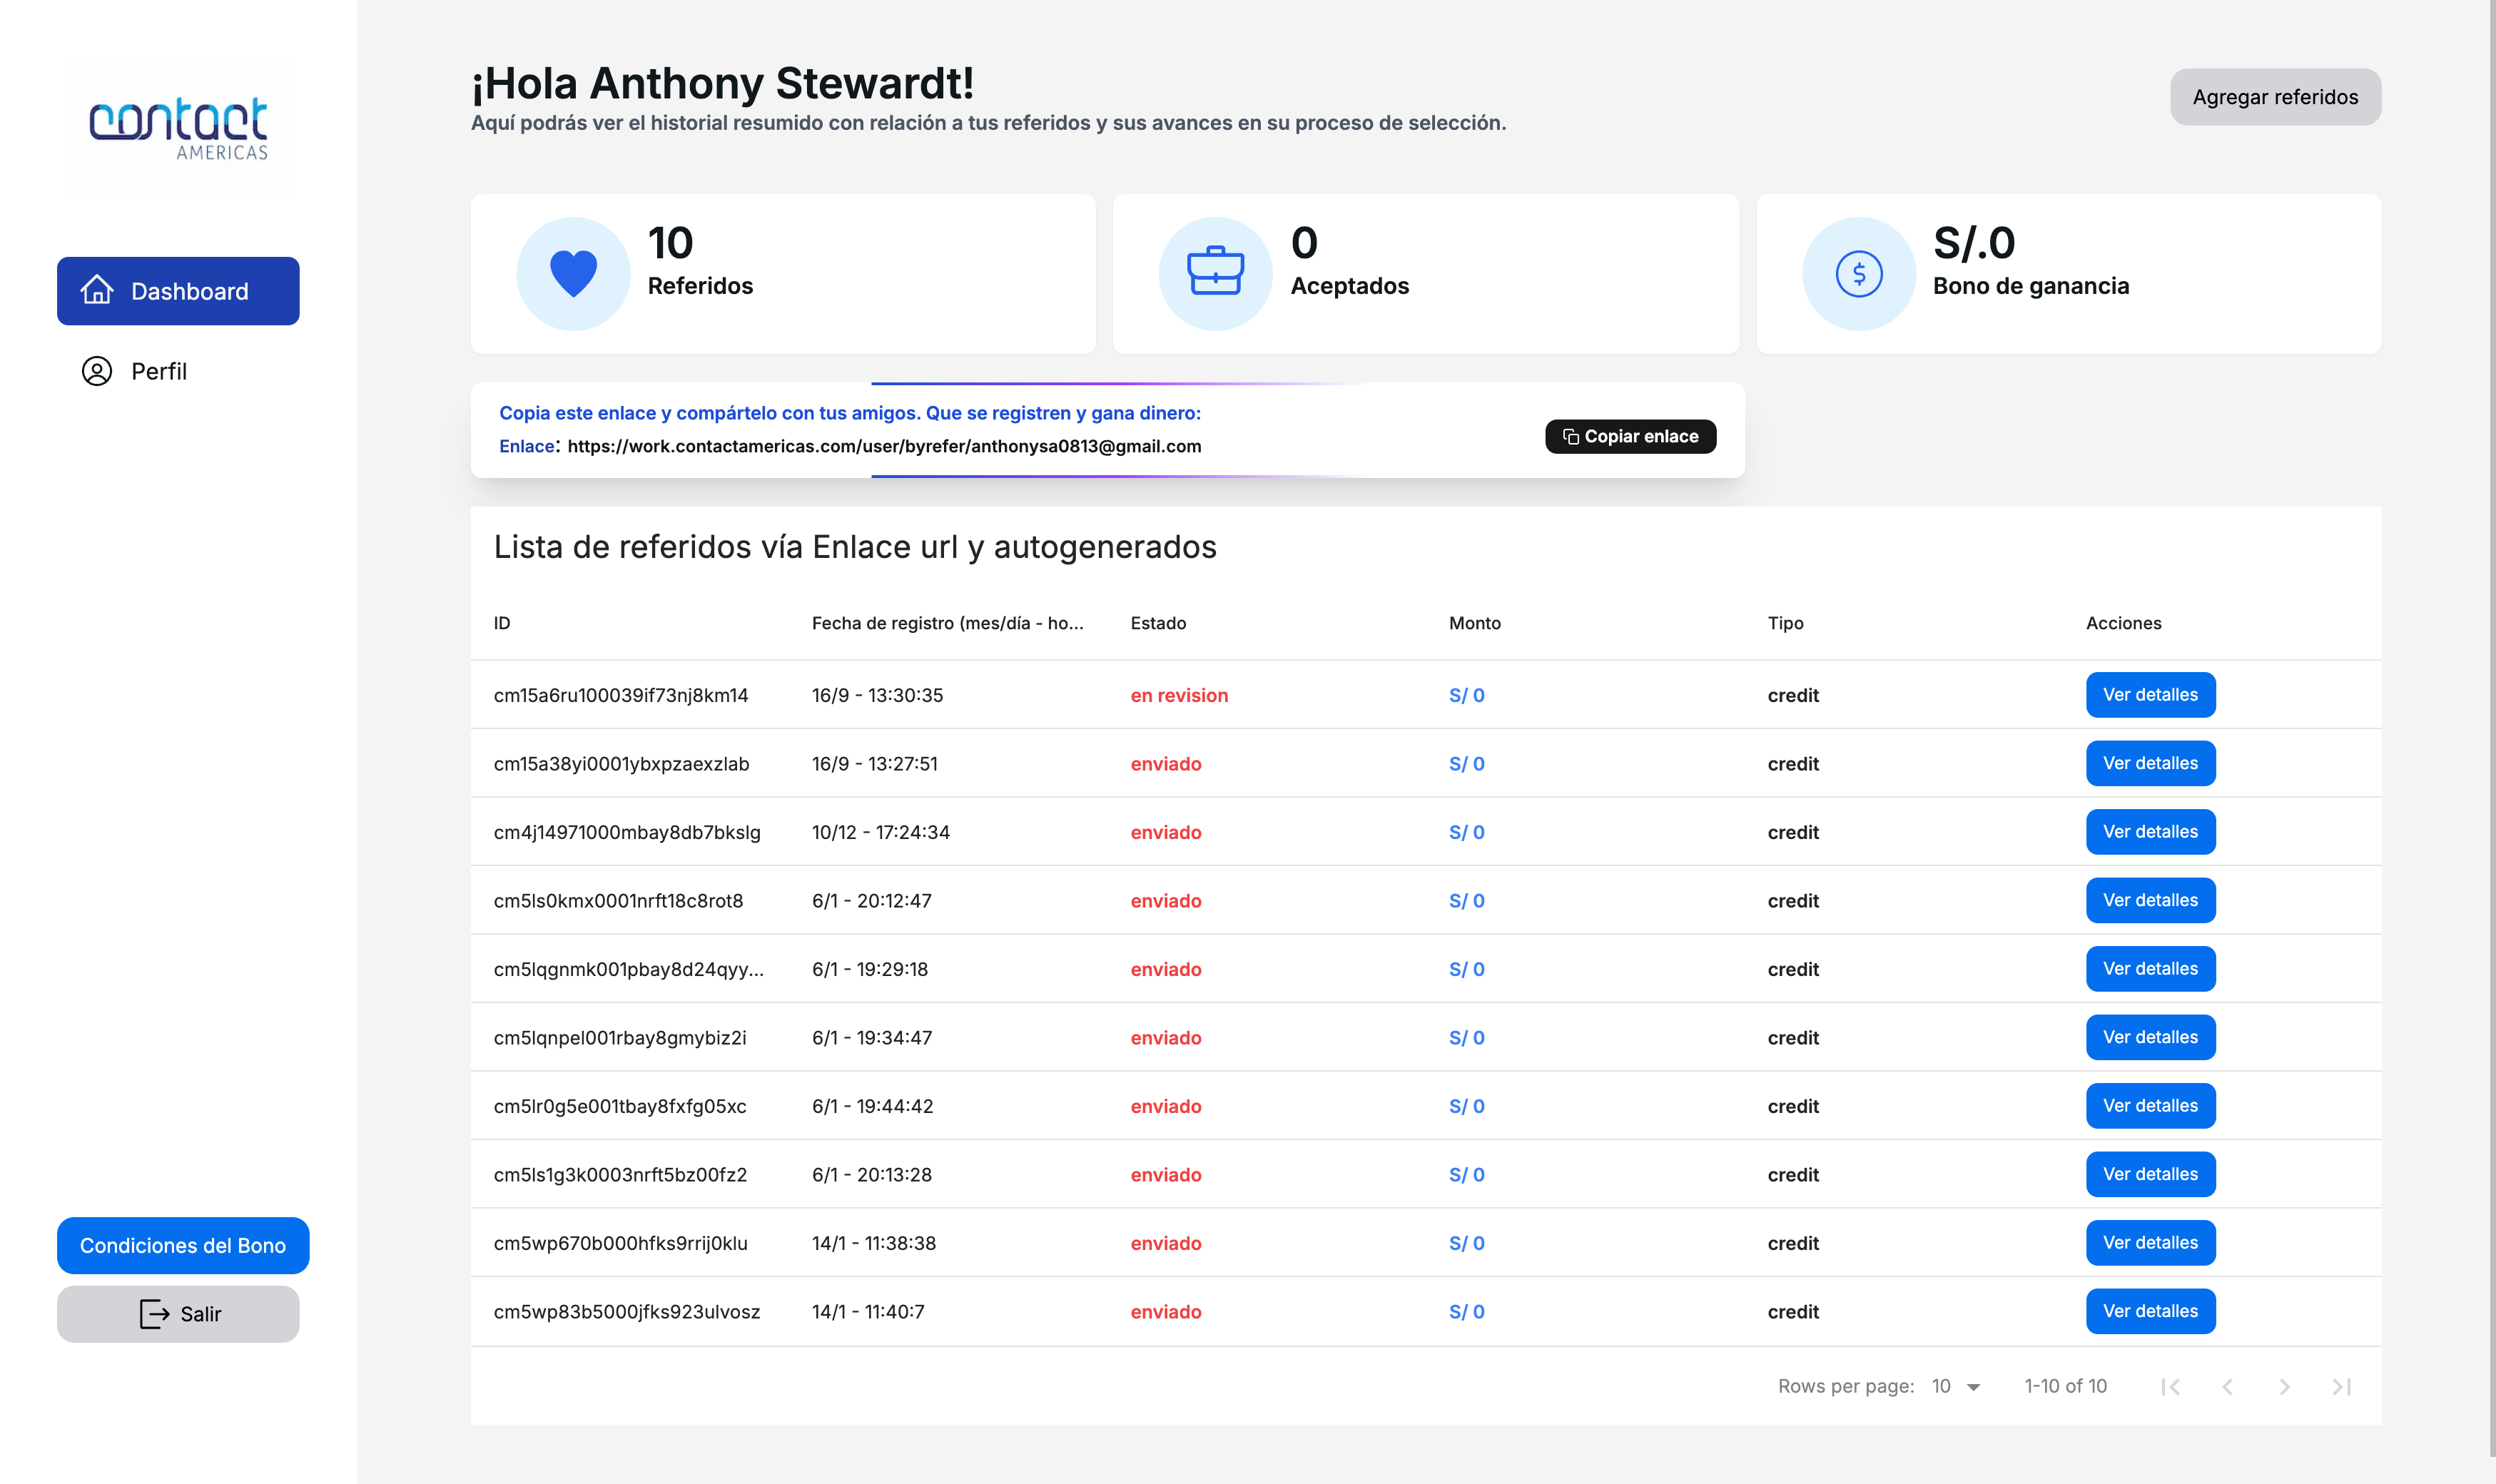 contact
AMERICAS
Dashboard
Perfil
Condiciones del Bono
Salir
¡Hola Anthony Stewardt!
Aquí podrás ver el historial resumido con relación a tus referidos y sus avances en su proceso de selección.
Agregar referidos
10
Referidos
0
Aceptados
S/.0
Bono de ganancia
Copia este enlace y compártelo con tus amigos. Que se registren y gana dinero:
Enlace: https://work.contactamericas.com/user/byrefer/anthonysa0813@gmail.com
Copiar enlace
Lista de referidos vía Enlace url y autogenerados
ID Fecha de registro (mes/día - ho... Estado Monto Tipo Acciones
cm15a6ru100039if73nj8km14 16/9 - 13:30:35 en revision S/ 0 credit Ver detalles
cm15a38yi0001ybxpzaexzlab 16/9 - 13:27:51 enviado S/ 0 credit Ver detalles
cm4j14971000mbay8db7bkslg 10/12 - 17:24:34 enviado S/ 0 credit Ver detalles
cm5ls0kmx0001nrft18c8rot8 6/1 - 20:12:47 enviado S/ 0 credit Ver detalles
cm5lqgnmk001pbay8d24qyy... 6/1 - 19:29:18 enviado S/ 0 credit Ver detalles
cm5lqnpel001rbay8gmybiz2i 6/1 - 19:34:47 enviado S/ 0 credit Ver detalles
cm5lr0g5e001tbay8fxfg05xc 6/1 - 19:44:42 enviado S/ 0 credit Ver detalles
cm5ls1g3k0003nrft5bz00fz2 6/1 - 20:13:28 enviado S/ 0 credit Ver detalles
cm5wp670b000hfks9rrij0klu 14/1 - 11:38:38 enviado S/ 0 credit Ver detalles
cm5wp83b5000jfks923ulvosz 14/1 - 11:40:7 enviado S/ 0 credit Ver detalles
Rows per page: 10 1-10 of 10